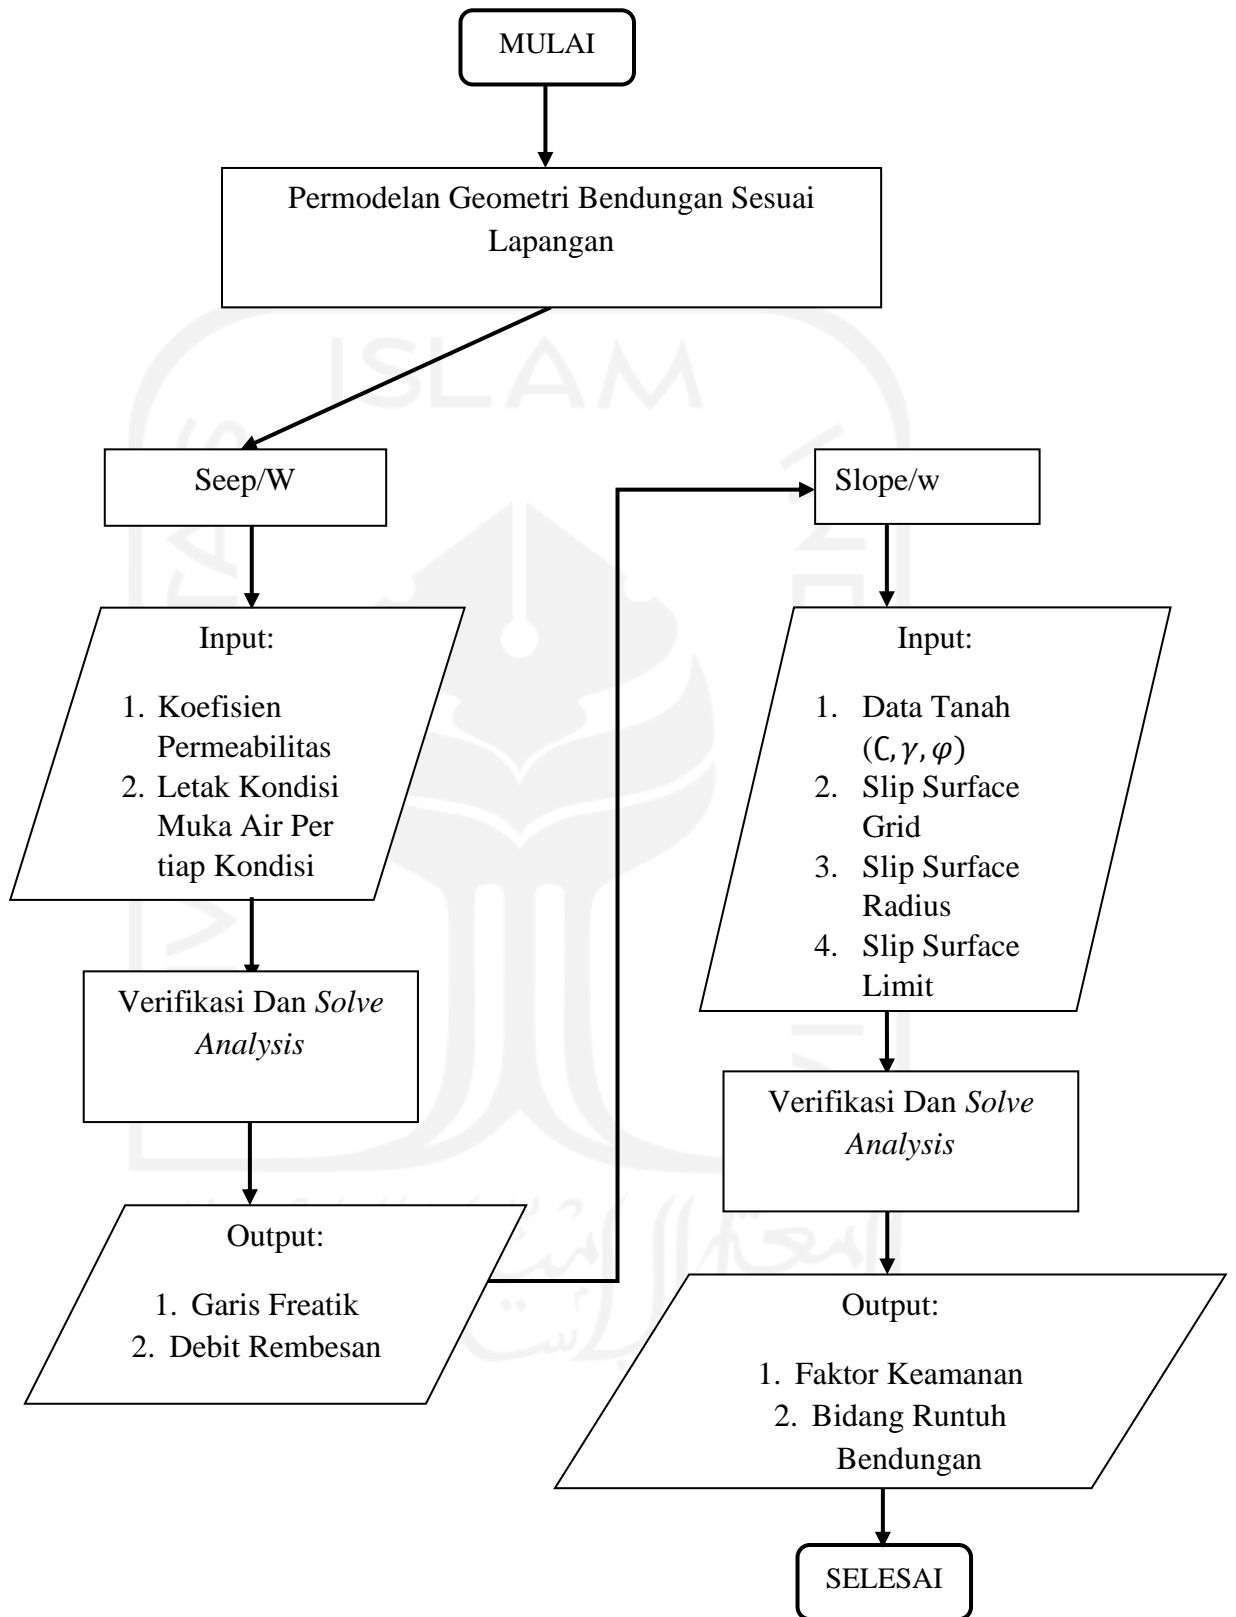 MULAI
Permodelan Geometri Bendungan Sesuai
Lapangan
ISLAM
Seep/W
Input:
1. Koefisien
Permeabilitas
2. Letak Kondisi
Muka Air Per
tiap Kondisi
Verifikasi Dan Solve
Analysis
Output:
1. Garis Freatik
2. Debit Rembesan
Slope/w
Input:
1. Data Tanah
(C, γ, φ)
2. Slip Surface
Grid
3. Slip Surface
Radius
4. Slip Surface
Limit
Verifikasi Dan Solve
Analysis
Output:
1. Faktor Keamanan
2. Bidang Runtuh
Bendungan
SELESAI